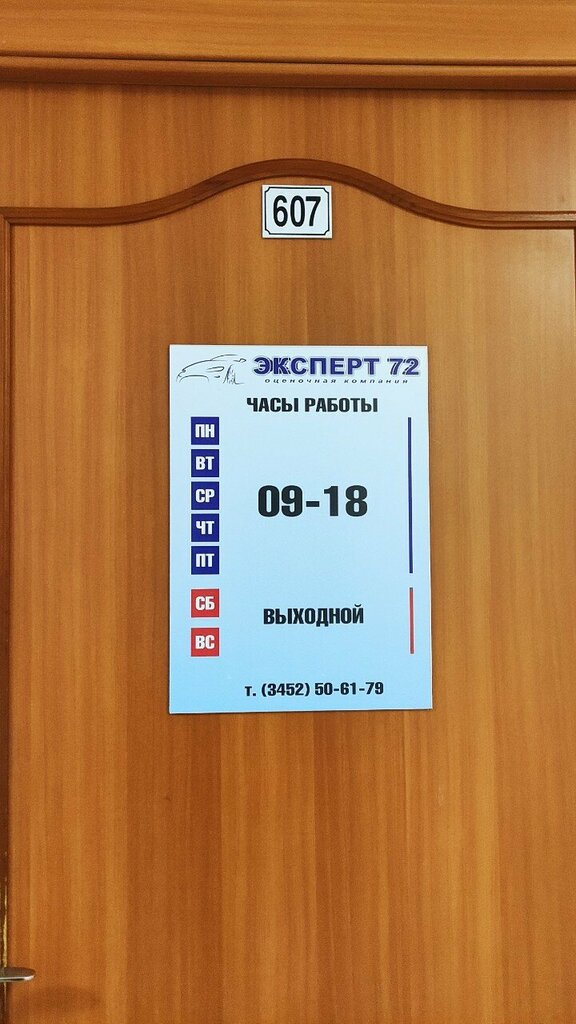 607
ЭКСПЕРТ 72
оценочная компания
ЧАСЫ РАБОТЫ
ПН
ВТ
СР
ЧТ
ПТ
09-18
СБ
ВС
ВЫХОДНОЙ
т. (3452) 50-61-79